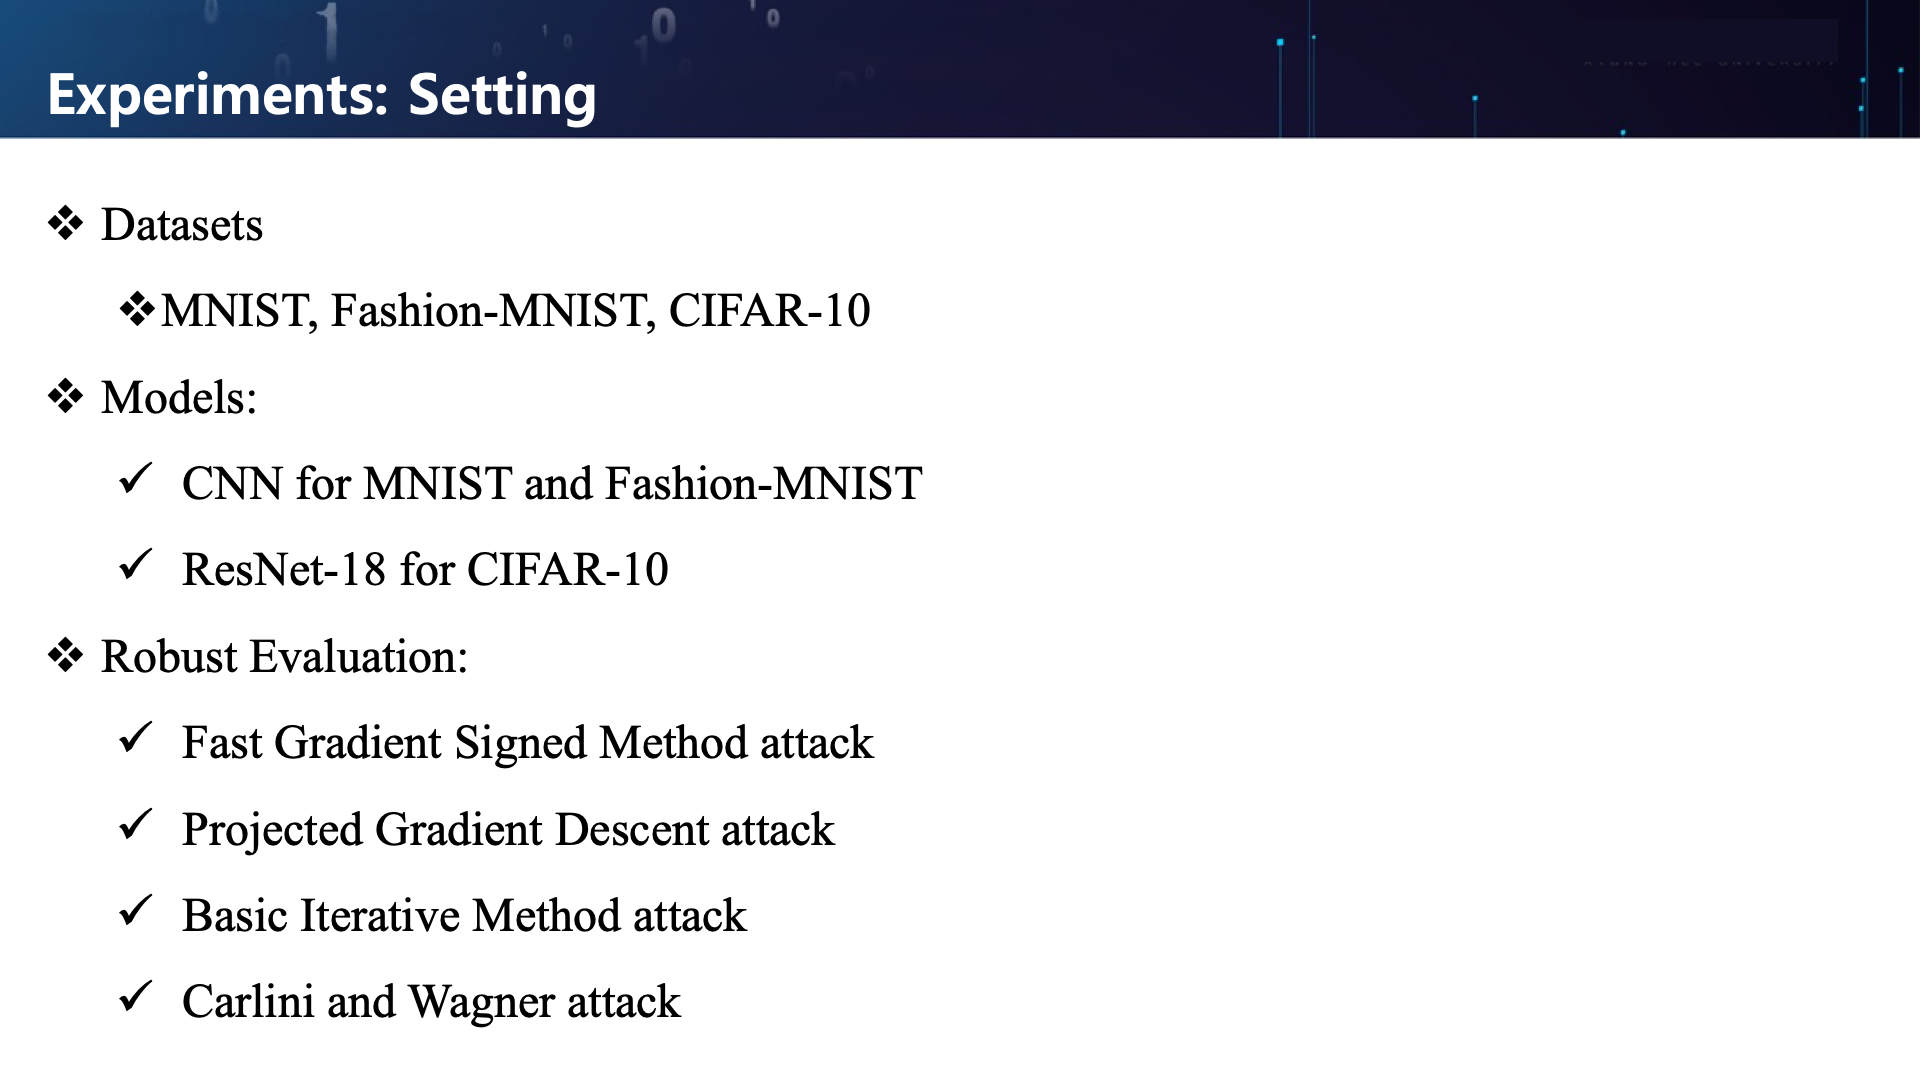 Experiments: Setting
❖ Datasets
❖MNIST, Fashion-MNIST, CIFAR-10
❖ Models:
✓ CNN for MNIST and Fashion-MNIST
✓ ResNet-18 for CIFAR-10
❖ Robust Evaluation:
✓ Fast Gradient Signed Method attack
✓ Projected Gradient Descent attack
✓ Basic Iterative Method attack
✓ Carlini and Wagner attack